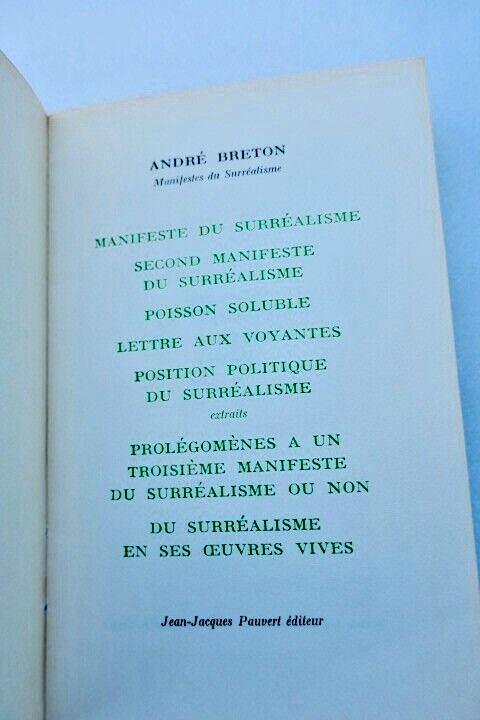 ANDRÉ BRETON
Manifestes du Surréalisme
MANIFESTE DU SURRÉALISME
SECOND MANIFESTE
DU SURRÉALISME
POISSON SOLUBLE
LETTRE AUX VOYANTES
POSITION POLITIQUE
DU SURRÉALISME
extraits
PROLÉGOMÈNES A UN
TROISIÈME MANIFESTE
DU SURRÉALISME OU NON
DU SURRÉALISME
EN SES ŒUVRES VIVES
Jean-Jacques Pauvert éditeur